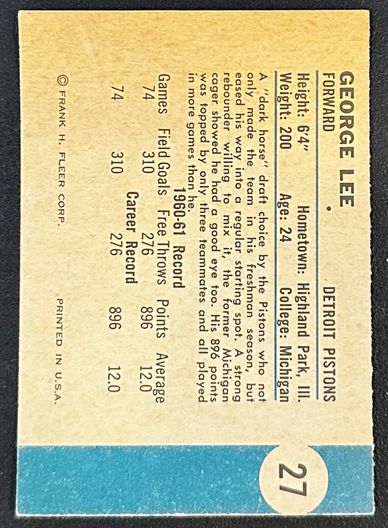 27
GEORGE LEE • DETROIT PISTONS
FORWARD
Height: 6'4" Hometown: Highland Park, Ill.
Weight: 200 Age: 24 College: Michigan
A "dark horse" draft choice by the Pistons who not
only made the team in his freshman season, but
eased his way into a regular starting spot. A strong
rebounder willing to mix it, the former Michigan
cager showed he had a good eye too. His 896 points
was topped by only three teammates and all played
in more games than he.
1960-61 Record
Games Field Goals Free Throws Points Average
74 310 276 896 12.0
Career Record
74 310 276 896 12.0
© FRANK H. FLEER CORP. PRINTED IN U.S.A.